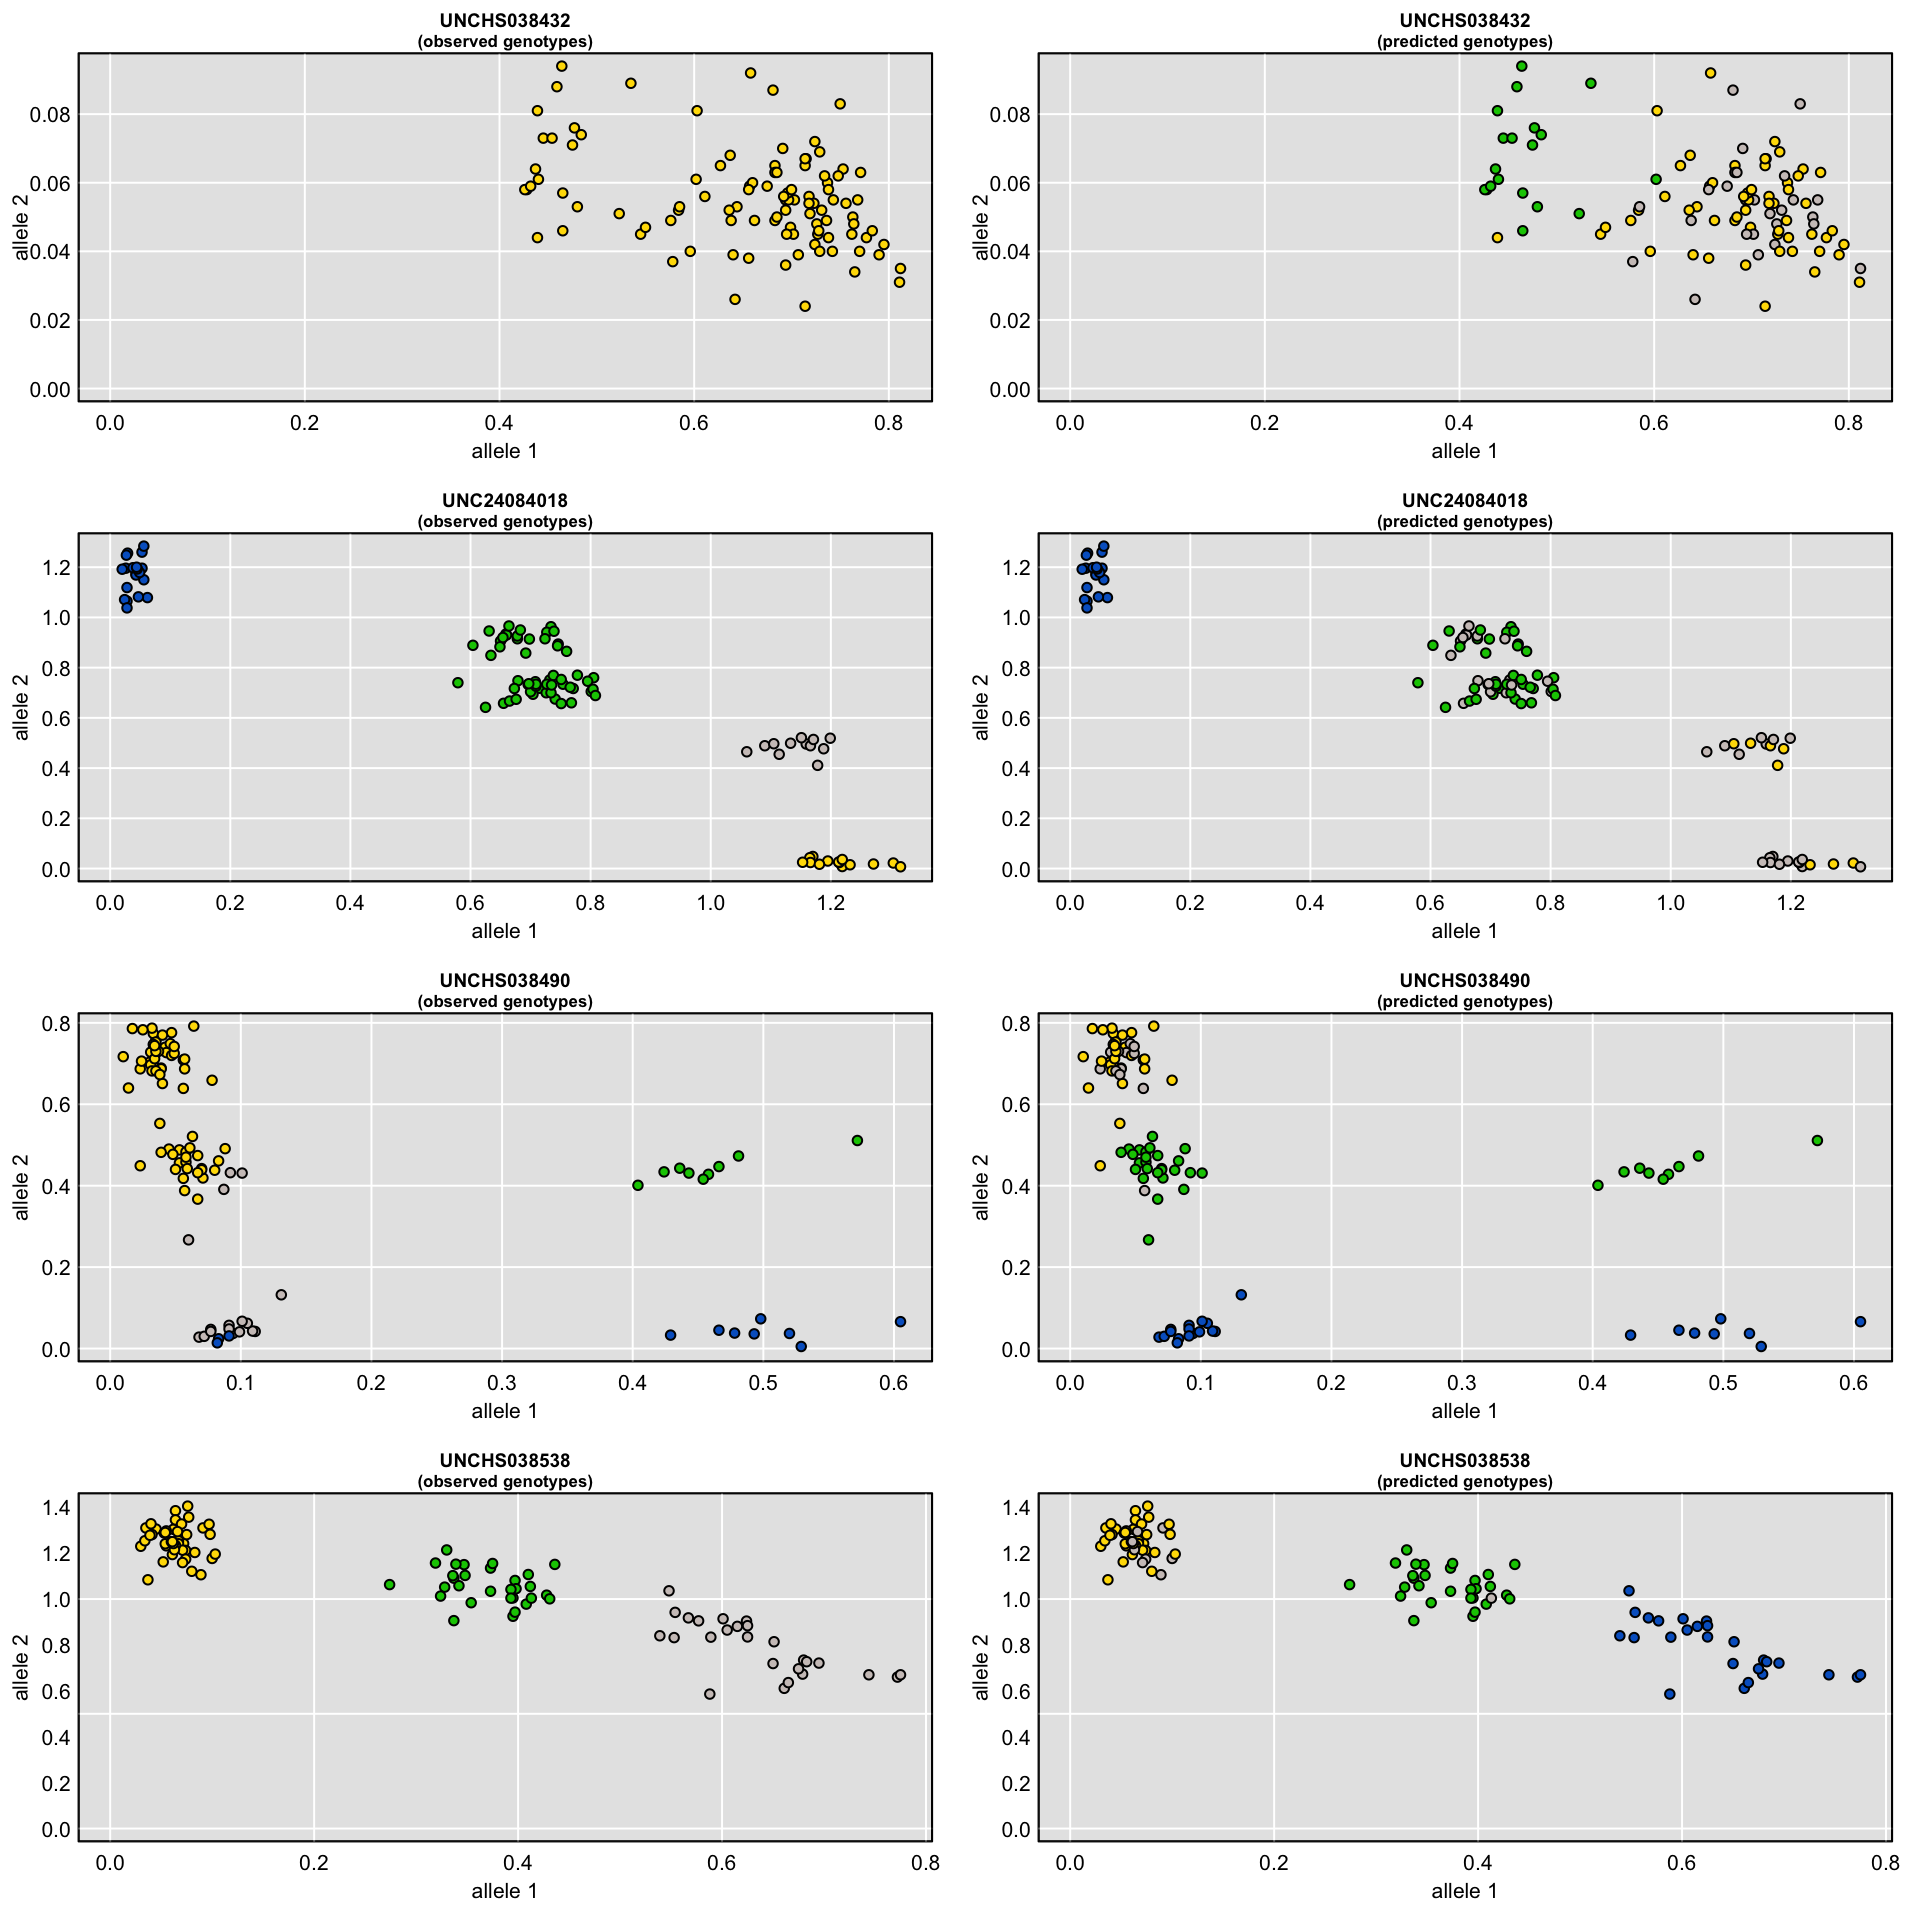 UNCHS038432
(observed genotypes)
allele 2
0.08
0.06
0.04
0.02
0.00
0.0 0.2 0.4 0.6 0.8
allele 1
UNCHS038432
(predicted genotypes)
allele 2
0.08
0.06
0.04
0.02
0.00
0.0 0.2 0.4 0.6 0.8
allele 1
UNC24084018
(observed genotypes)
allele 2
1.2
1.0
0.8
0.6
0.4
0.2
0.0
0.0 0.2 0.4 0.6 0.8 1.0 1.2
allele 1
UNC24084018
(predicted genotypes)
allele 2
1.2
1.0
0.8
0.6
0.4
0.2
0.0
0.0 0.2 0.4 0.6 0.8 1.0 1.2
allele 1
UNCHS038490
(observed genotypes)
allele 2
0.8
0.6
0.4
0.2
0.0
0.0 0.1 0.2 0.3 0.4 0.5 0.6
allele 1
UNCHS038490
(predicted genotypes)
allele 2
0.8
0.6
0.4
0.2
0.0
0.0 0.1 0.2 0.3 0.4 0.5 0.6
allele 1
UNCHS038538
(observed genotypes)
allele 2
1.4
1.2
1.0
0.8
0.6
0.4
0.2
0.0
0.0 0.2 0.4 0.6 0.8
allele 1
UNCHS038538
(predicted genotypes)
allele 2
1.4
1.2
1.0
0.8
0.6
0.4
0.2
0.0
0.0 0.2 0.4 0.6 0.8
allele 1